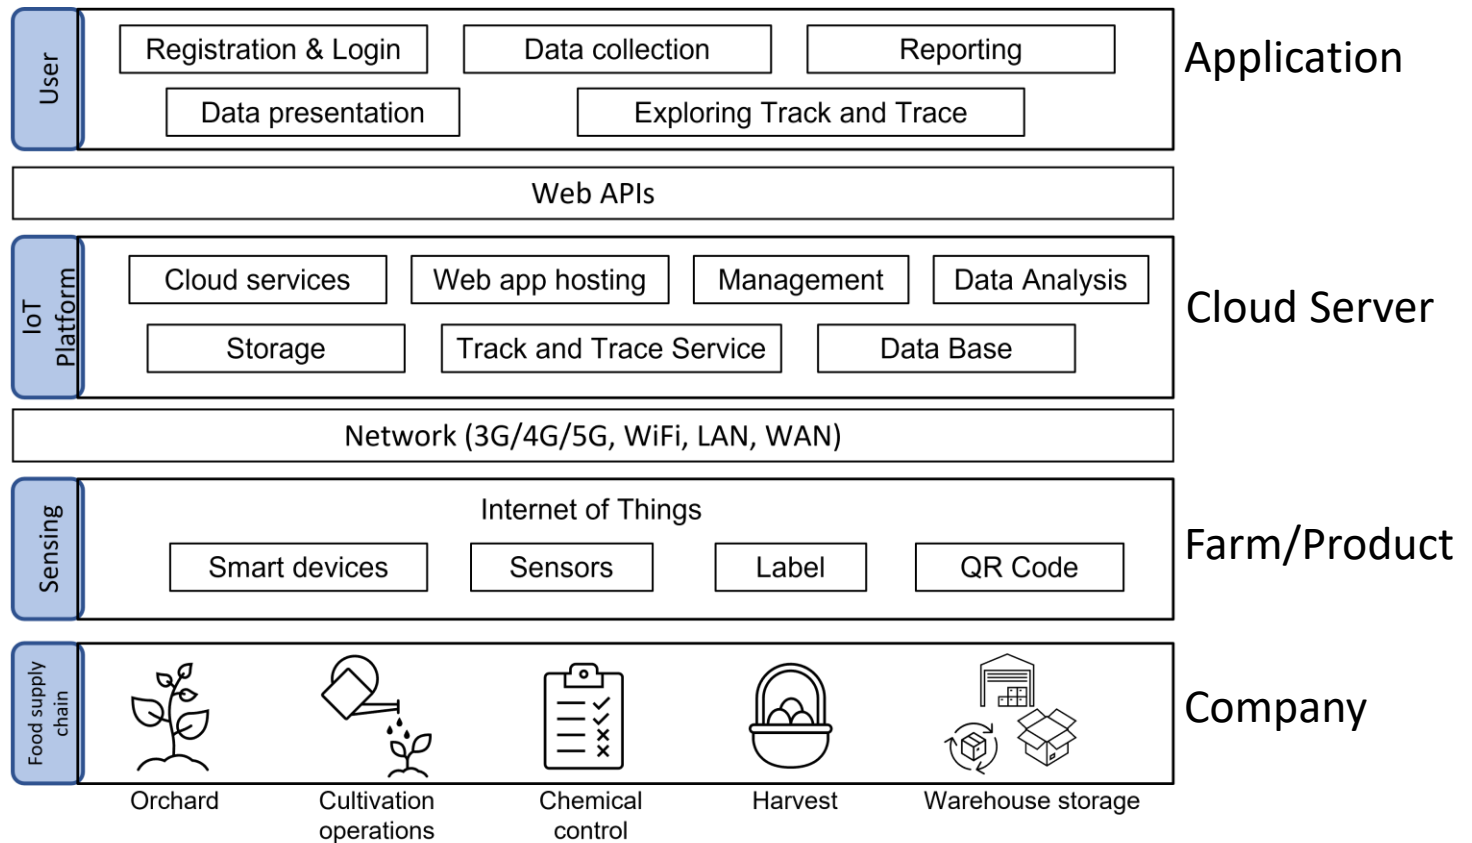 User
Registration & Login
Data collection
Reporting
Application
Data presentation
Exploring Track and Trace
Web APIs
IoT
Platform
Cloud services
Web app hosting
Management
Data Analysis
Cloud Server
Storage
Track and Trace Service
Data Base
Network (3G/4G/5G, WiFi, LAN, WAN)
Sensing
Internet of Things
Farm/Product
Smart devices
Sensors
Label
QR Code
Food supply
chain
Company
Orchard
Cultivation
operations
Chemical
control
Harvest
Warehouse storage